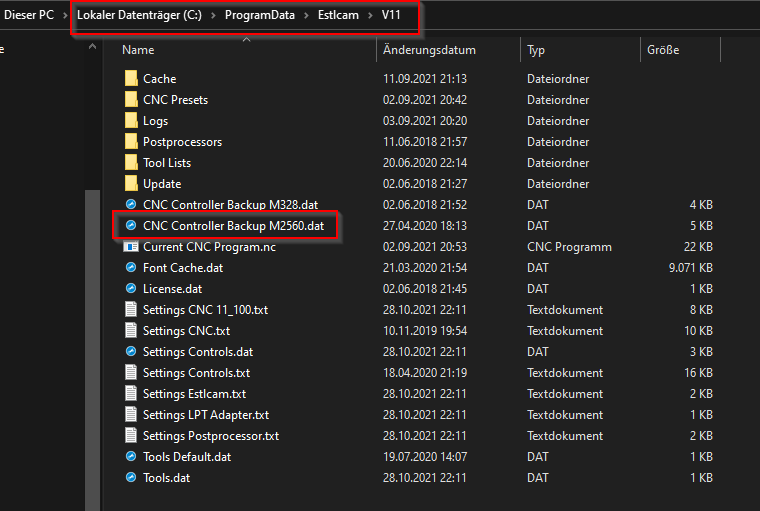 Dieser PC > Lokaler Datenträger (C:) > ProgramData > Estlcam > V11
Name Änderungsdatum Typ Größe
Cache 11.09.2021 21:13 Dateiordner
CNC Presets 02.09.2021 20:42 Dateiordner
Logs 03.09.2021 20:20 Dateiordner
Postprocessors 11.06.2018 21:57 Dateiordner
Tool Lists 20.06.2020 22:14 Dateiordner
Update 02.06.2018 21:27 Dateiordner
CNC Controller Backup M328.dat 02.06.2018 21:52 DAT 4 KB
CNC Controller Backup M2560.dat 27.04.2020 18:13 DAT 5 KB
Current CNC Program.nc 02.09.2021 20:53 CNC Programm 22 KB
Font Cache.dat 21.03.2020 21:54 DAT 9.071 KB
License.dat 02.06.2018 21:45 DAT 1 KB
Settings CNC 11_100.txt 28.10.2021 22:11 Textdokument 8 KB
Settings CNC.txt 10.11.2019 19:54 Textdokument 10 KB
Settings Controls.dat 28.10.2021 22:11 DAT 3 KB
Settings Controls.txt 18.04.2020 21:19 Textdokument 16 KB
Settings Estlcam.txt 28.10.2021 22:11 Textdokument 2 KB
Settings LPT Adapter.txt 28.10.2021 22:11 Textdokument 1 KB
Settings Postprocessor.txt 28.10.2021 22:11 Textdokument 2 KB
Tools Default.dat 19.07.2020 14:07 DAT 1 KB
Tools.dat 28.10.2021 22:11 DAT 1 KB